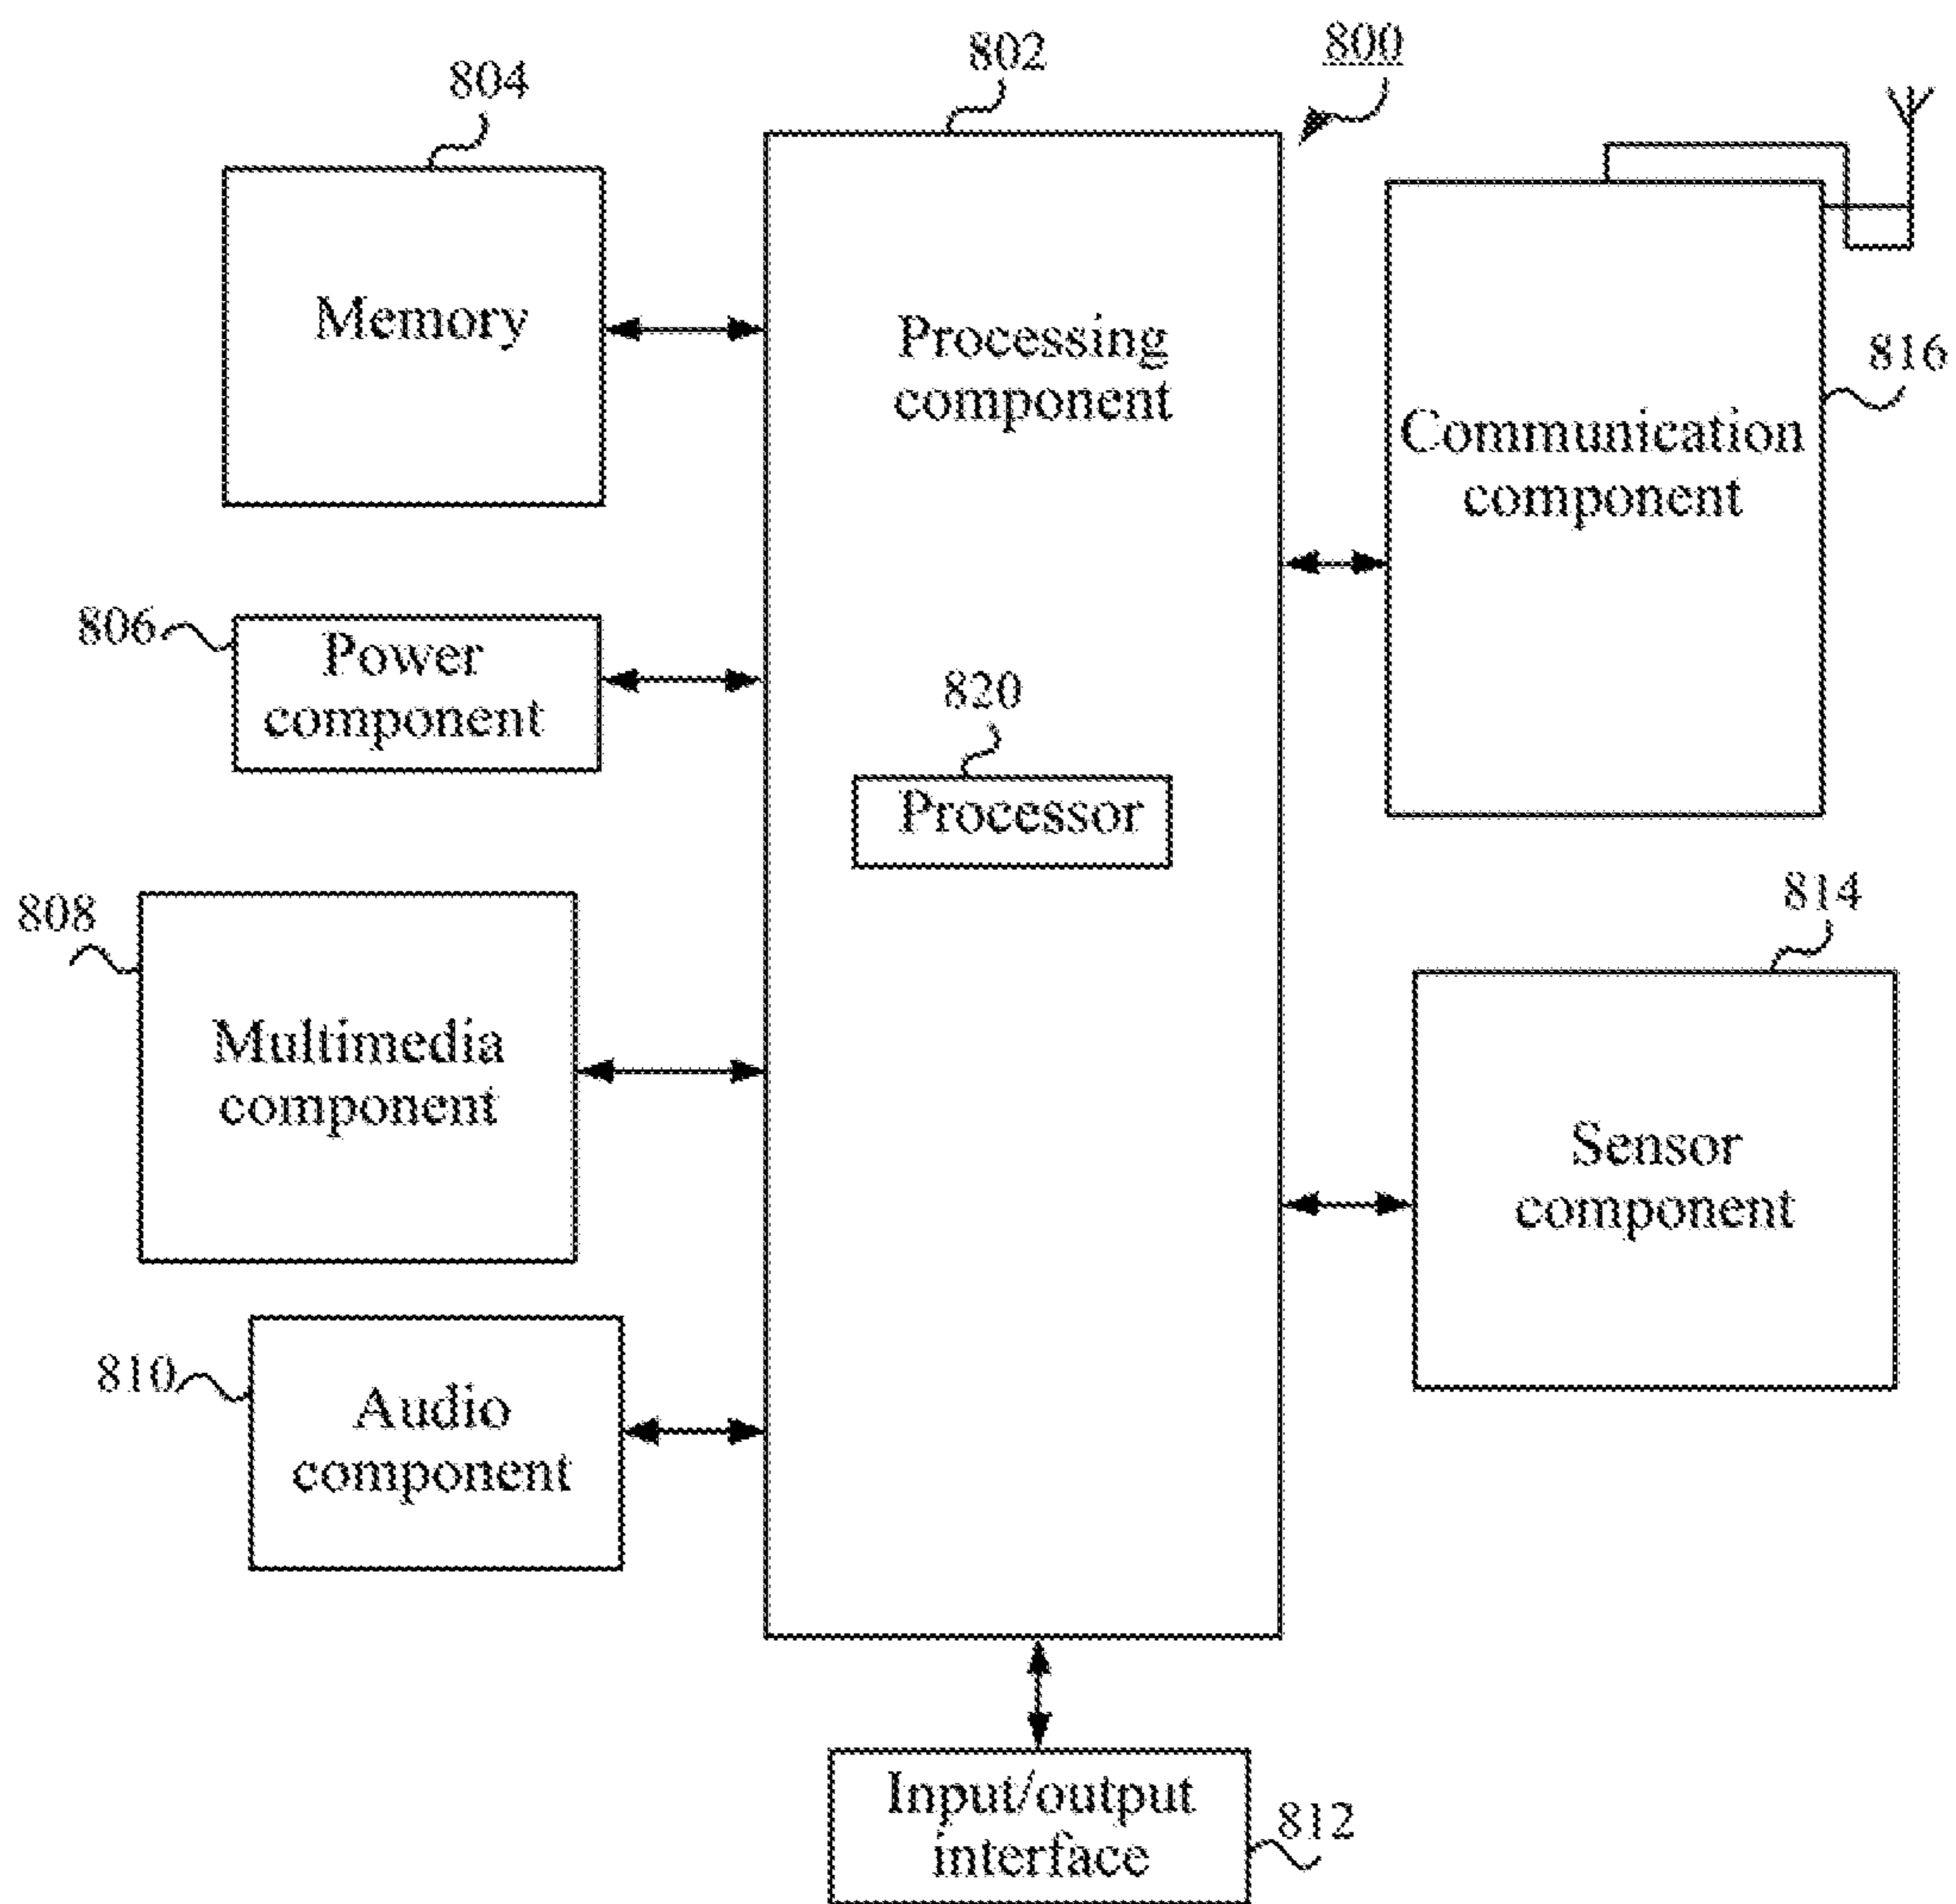 802
800
804
Memory
Processing
component
816
Communication
component
806
Power
component
820
Processor
808
814
Multimedia
component
Sensor
component
810
Audio
component
Input/output
interface
812